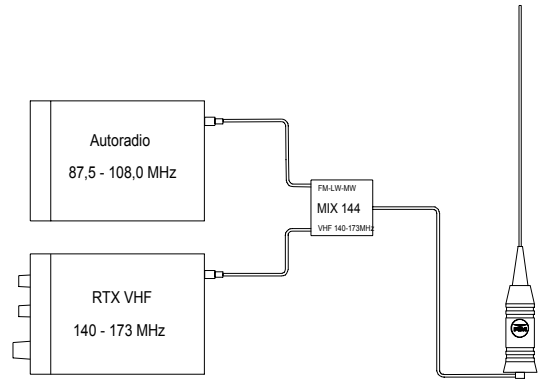 Autoradio
87,5 - 108,0 MHz
FM-LW-MW
MIX 144
VHF 140-173MHz
RTX VHF
140 - 173 MHz